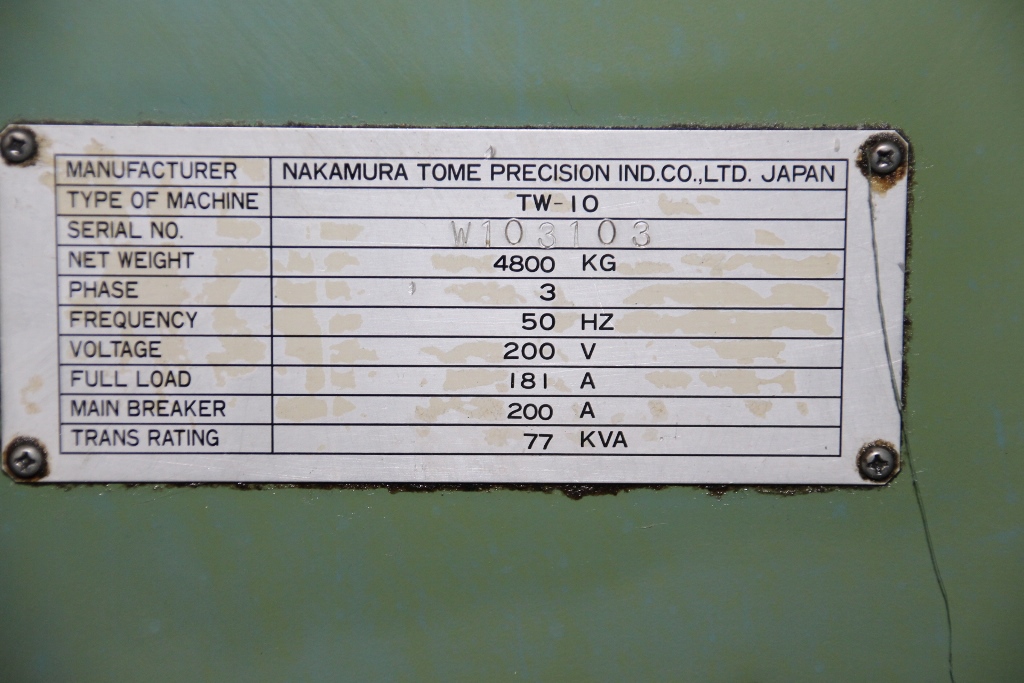 MANUFACTURER NAKAMURA TOME PRECISION IND.CO.,LTD. JAPAN
TYPE OF MACHINE TW-10
SERIAL NO. W103103
NET WEIGHT 4800 KG
PHASE 3
FREQUENCY 50 HZ
VOLTAGE 200 V
FULL LOAD 181 A
MAIN BREAKER 200 A
TRANS RATING 77 KVA